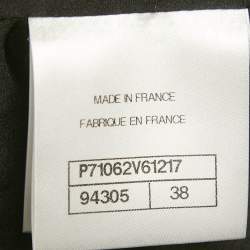 MADE IN FRANCE
FABRIQUE EN FRANCE
P71062V61217
94305 38